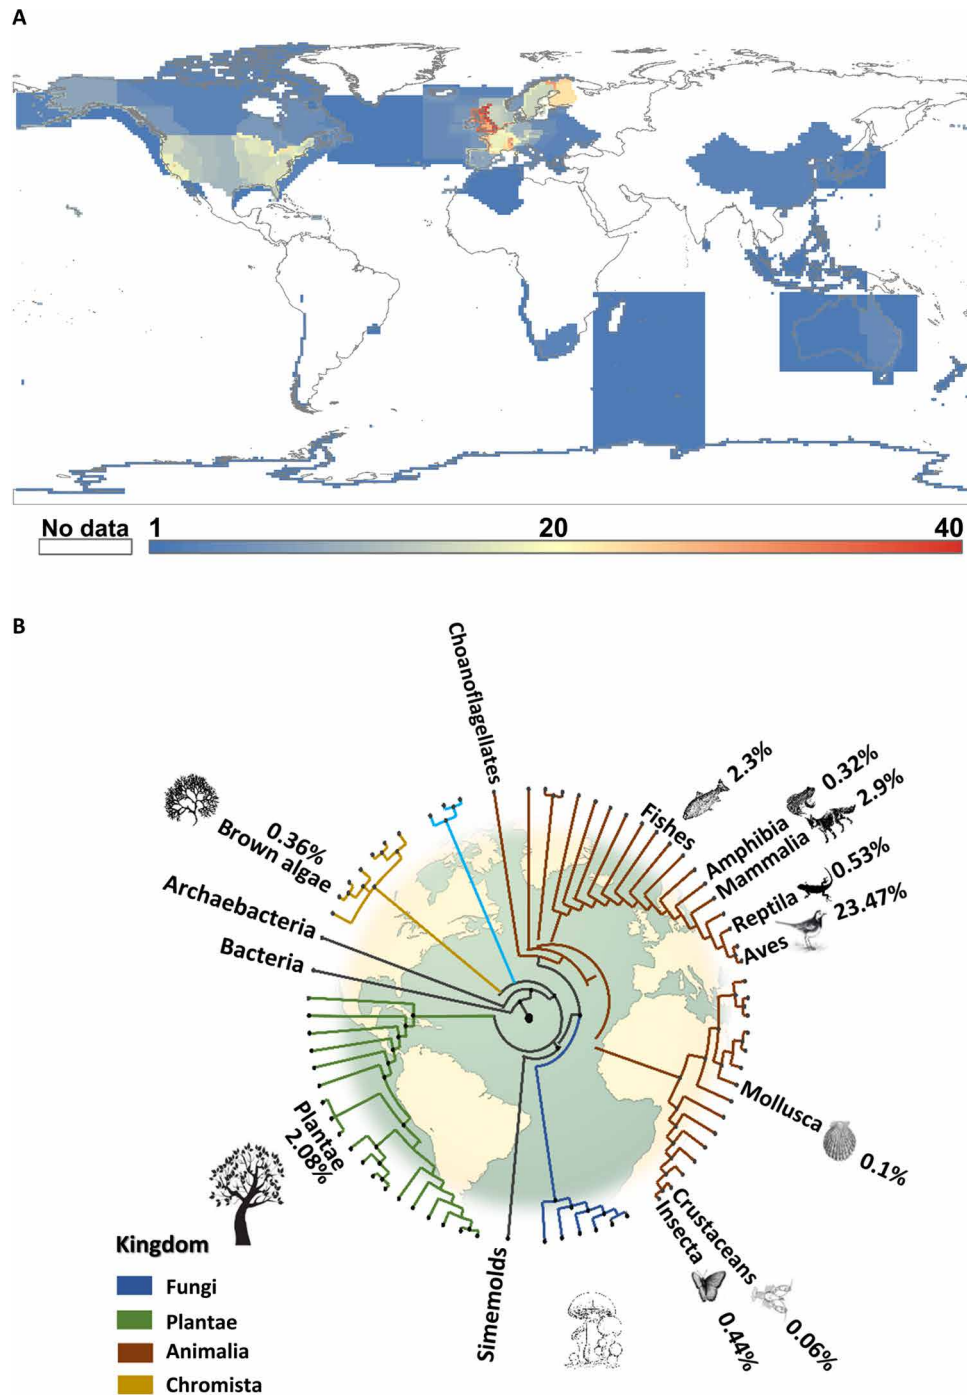 A
No data
1
20
40
B
Choanoflagellates
2.3%
Fishes
0.32%
Amphibia
2.9%
Mammalia
0.53%
Reptila
23.47%
Aves
0.36%
Brown algae
Archaebacteria
Bacteria
Mollusca
0.1%
Plantae
2.08%
Crustaceans
0.06%
Insecta
0.44%
Simemolds
Kingdom
Fungi
Plantae
Animalia
Chromista